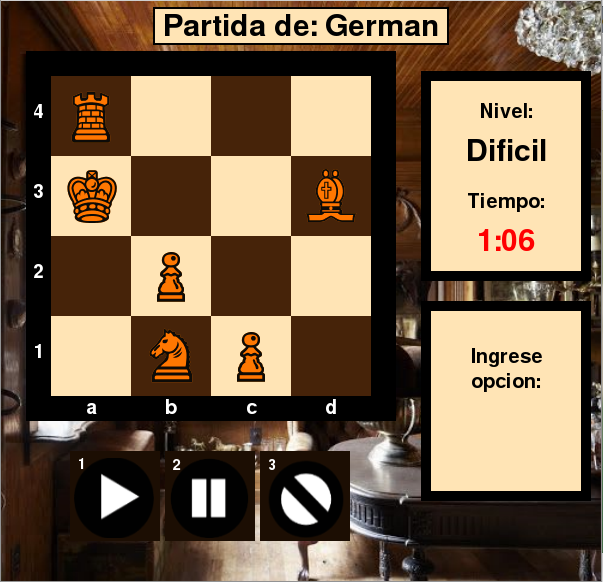 Partida de: German
4
3
2
1
a b c d
Nivel:
Dificil
Tiempo:
1:06
Ingrese
opcion:
1 2 3